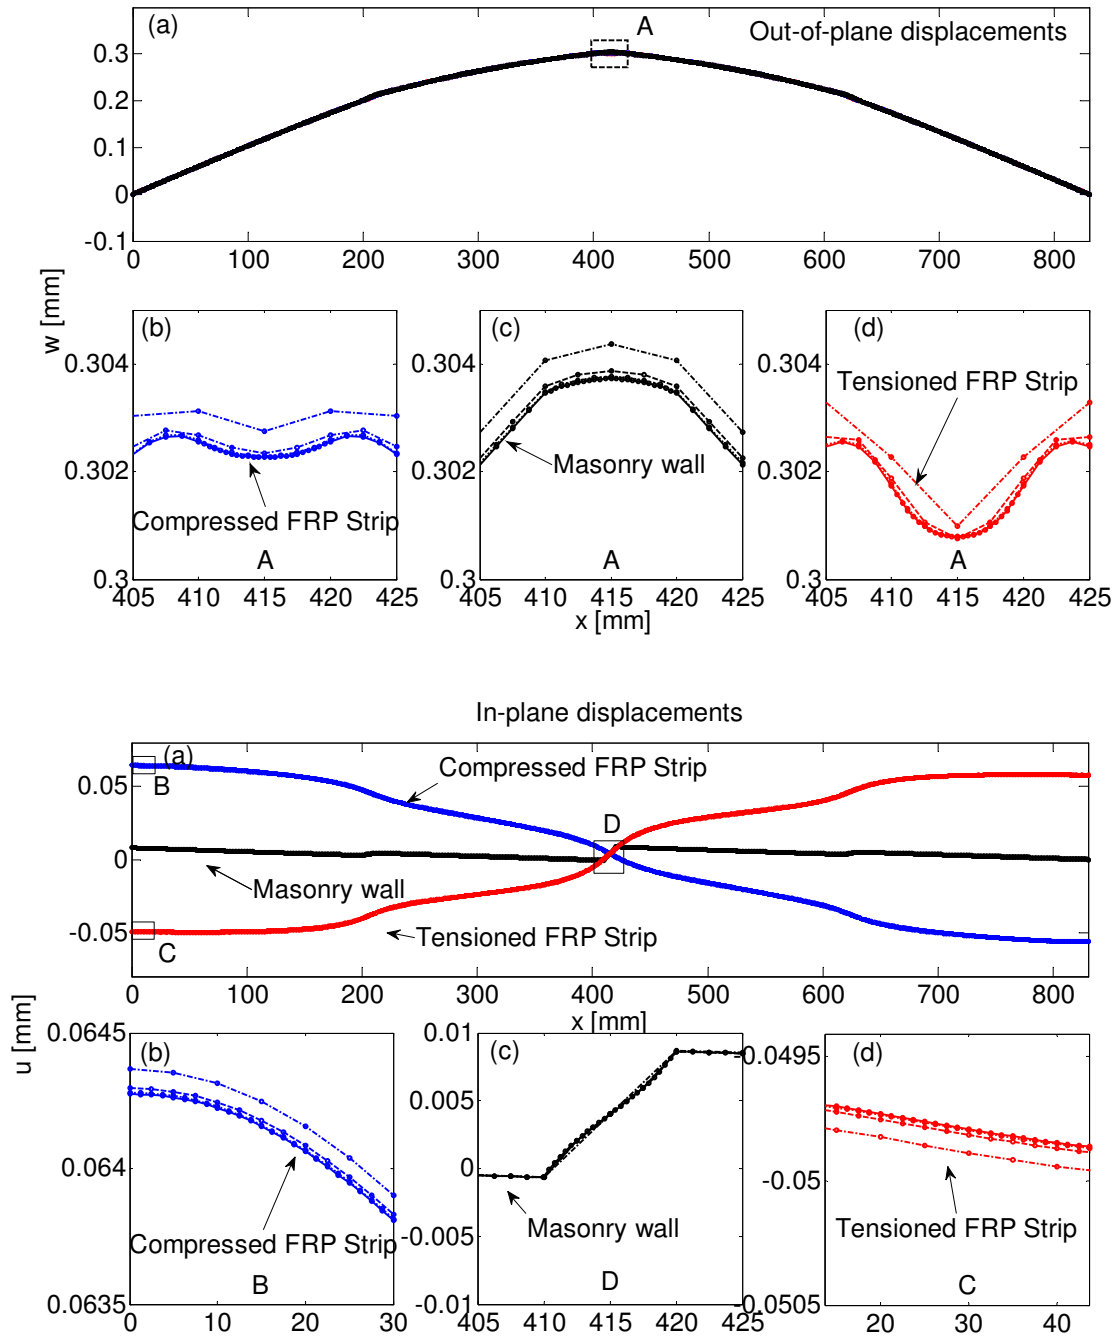 (a)
A
Out-of-plane displacements
0.3
0.2
0.1
0
-0.1
0 100 200 300 400 500 600 700 800
w [mm]
(b) (c) (d)
0.304 0.304 0.304
Tensioned FRP Strip
0.302 0.302 0.302
Masonry wall
Compressed FRP Strip
A A A
0.3 0.3 0.3
405 410 415 420 425 405 410 415 420 425 405 410 415 420 425
x [mm]
In-plane displacements
(a)
Compressed FRP Strip
B
0.05
D
0
Masonry wall
-0.05
Tensioned FRP Strip
C
0 100 200 300 400 500 600 700 800
x [mm]
u [mm]
0.0645 0.01
(b) (c) (d)
-0.0495
0.005
0.064 0 -0.05
Compressed FRP Strip Masonry wall Tensioned FRP Strip
-0.005
B D C
0.0635 -0.01 -0.0505
0 10 20 30 405 410 415 420 425 20 30 40